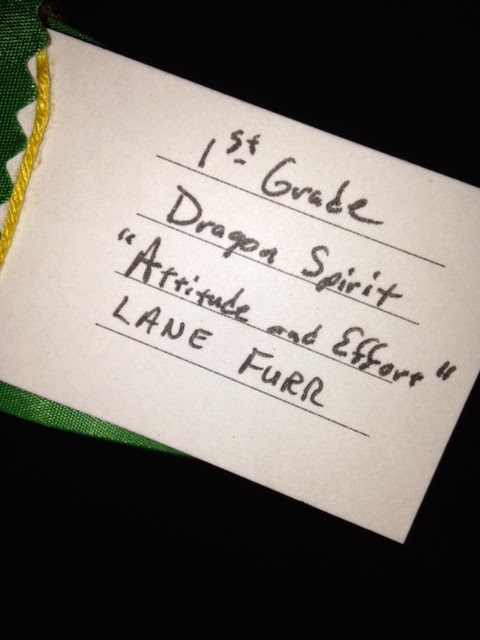 1st Grade
Dragon Spirit
"Attitude and Effort"
LANE FURR